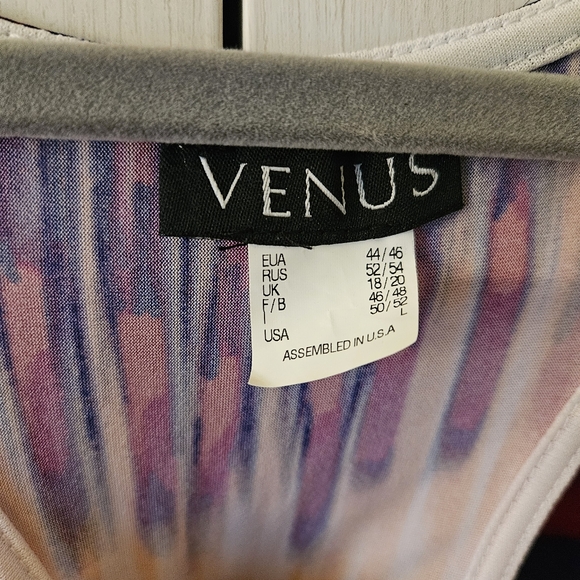 VENUS
EUA 44/46
RUS 52/54
UK 18/20
F/B 46/48
I 50/52
USA L
ASSEMBLED IN U.S.A